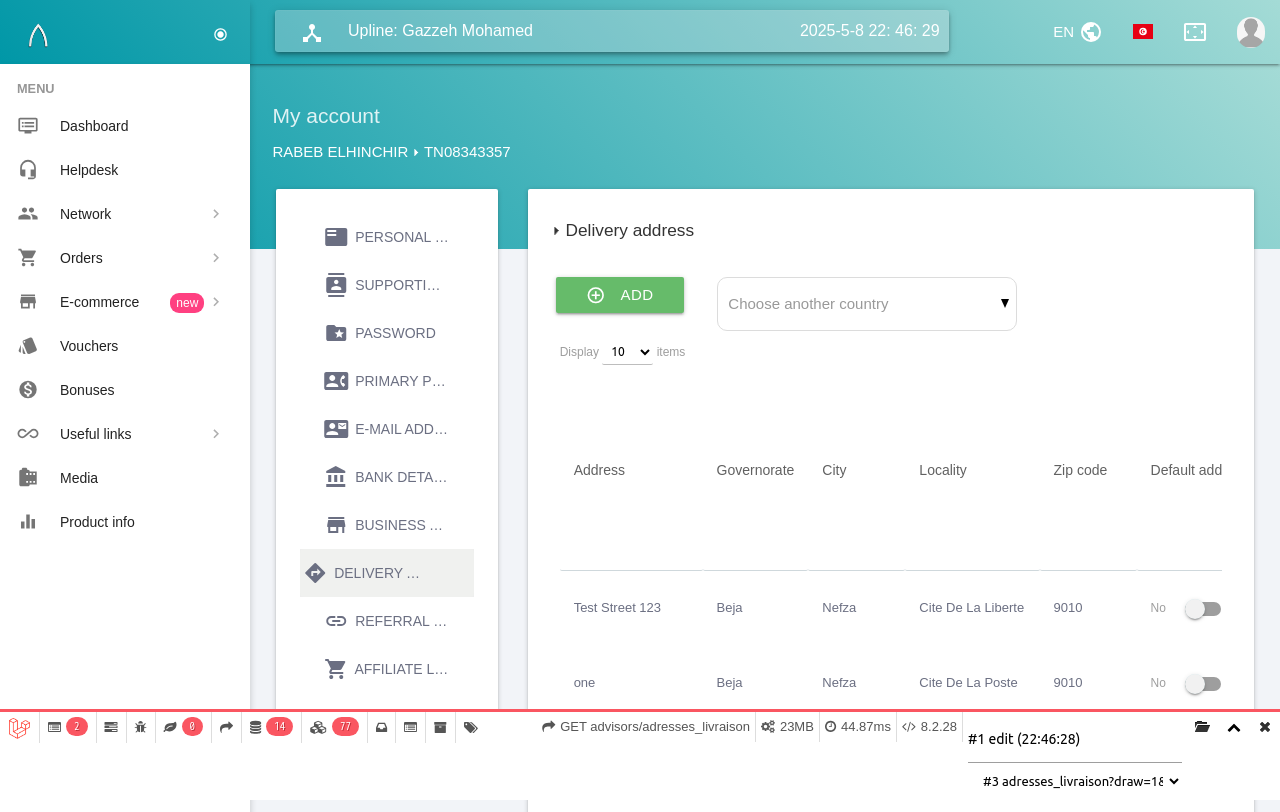 Upline: Gazzeh Mohamed
2025-5-8 22: 46: 29
EN
MENU
Dashboard
Helpdesk
Network
Orders
E-commerce new
Vouchers
Bonuses
Useful links
Media
Product info
My account
RABEB ELHINCHIR TN08343357
PERSONAL …
SUPPORTI…
PASSWORD
PRIMARY P…
E-MAIL ADD…
BANK DETA…
BUSINESS …
DELIVERY …
REFERRAL …
AFFILIATE L…
Delivery address
ADD
Choose another country
Display 10 items
Address Governorate City Locality Zip code Default add
Test Street 123 Beja Nefza Cite De La Liberte 9010 No
one Beja Nefza Cite De La Poste 9010 No
2 0 14 77 GET advisors/adresses_livraison 23MB 44.87ms 8.2.28
#1 edit (22:46:28)
#3 adresses_livraison?draw=1&